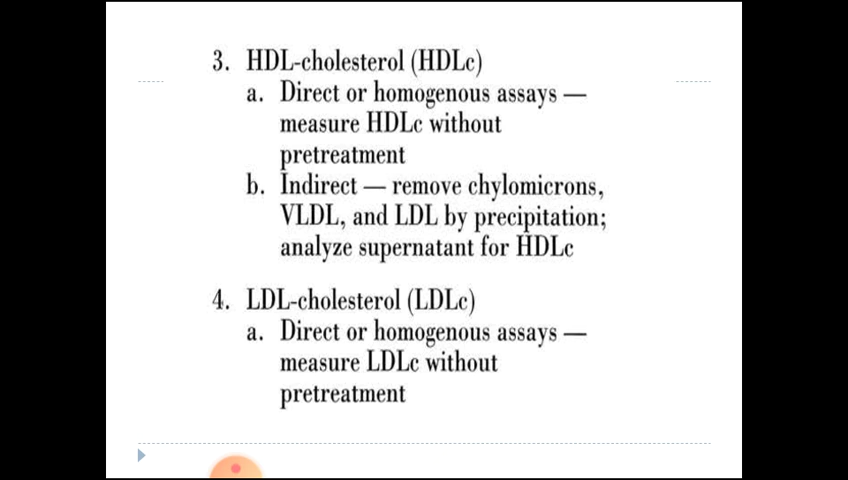 3. HDL-cholesterol (HDLc)
a. Direct or homogenous assays —
measure HDLc without
pretreatment
b. Indirect — remove chylomicrons,
VLDL, and LDL by precipitation;
analyze supernatant for HDLc
4. LDL-cholesterol (LDLc)
a. Direct or homogenous assays —
measure LDLc without
pretreatment